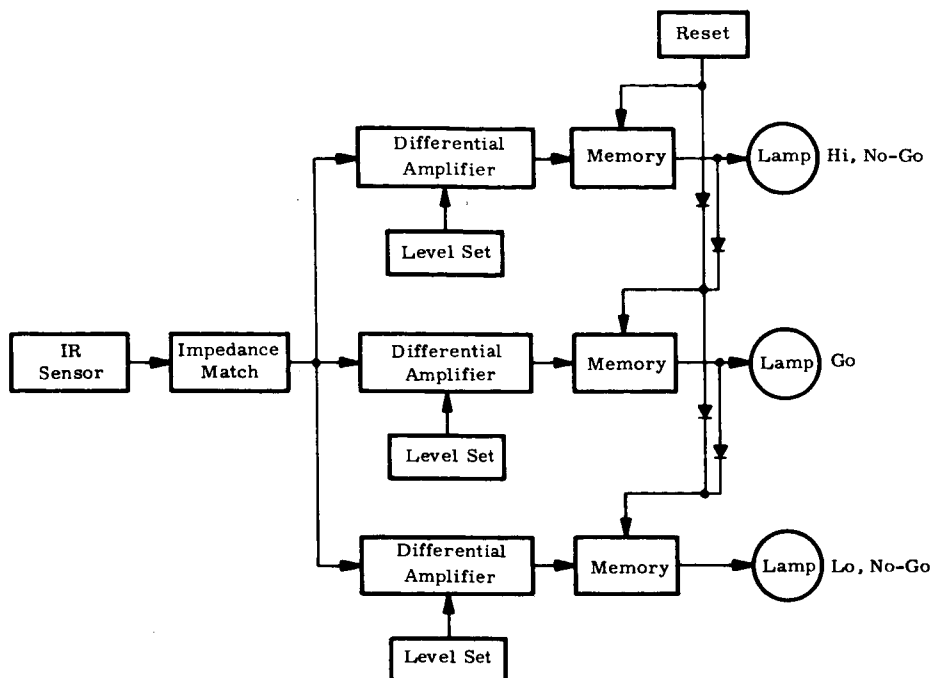 Reset
Differential
Amplifier
Memory
Lamp
Hi, No-Go
Level Set
IR
Sensor
Impedance
Match
Differential
Amplifier
Memory
Lamp
Go
Level Set
Differential
Amplifier
Memory
Lamp
Lo, No-Go
Level Set